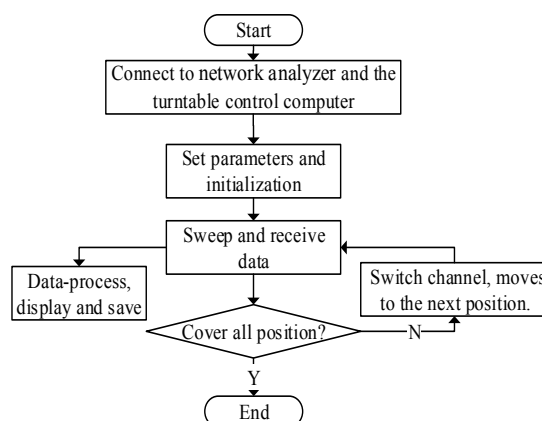 Start
Connect to network analyzer and the
turntable control computer
Set parameters and
initialization
Sweep and receive
data
Data-process,
display and save
Switch channel, moves
to the next position.
Cover all position?
N
Y
End